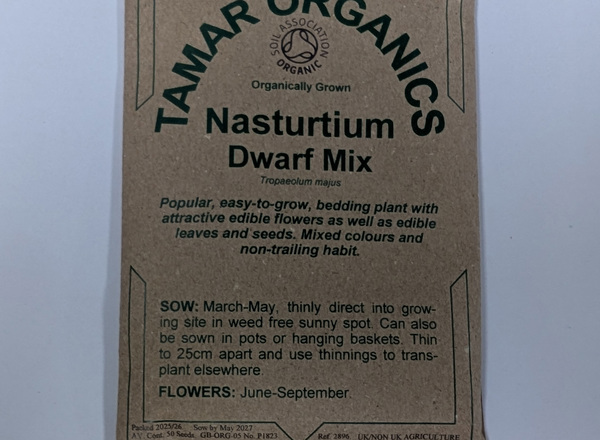 TAMAR ORGANICS
SOIL ASSOCIATION
ORGANIC
Organically Grown
Nasturtium
Dwarf Mix
Tropaeolum majus
Popular, easy-to-grow, bedding plant with
attractive edible flowers as well as edible
leaves and seeds. Mixed colours and
non-trailing habit.
SOW: March-May, thinly direct into grow-
ing site in weed free sunny spot. Can also
be sown in pots or hanging baskets. Thin
to 25cm apart and use thinnings to trans-
plant elsewhere.
FLOWERS: June-September.
Packed 2025/26 Sow by May 2027
AV. Cont. 50 Seeds. GB-ORG-05 No. P1823 Ref. 2896 UK/NON UK AGRICULTURE